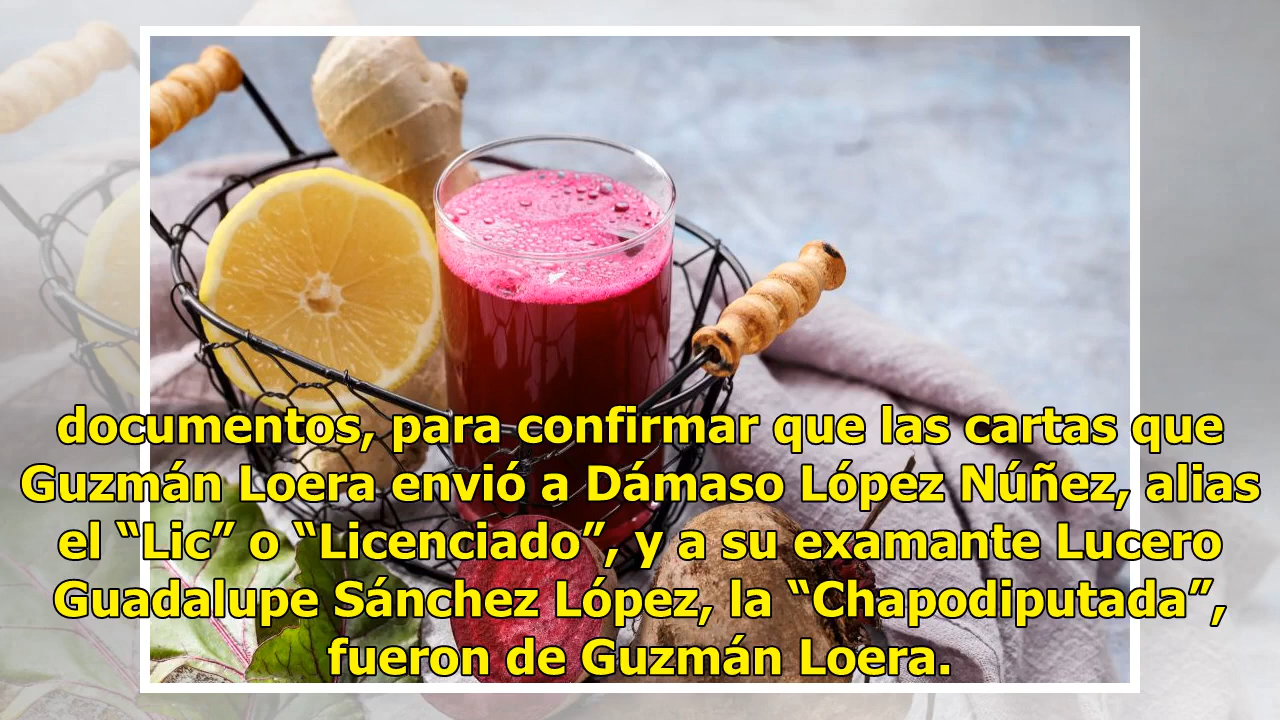 documentos, para confirmar que las cartas que
Guzmán Loera envió a Dámaso López Núñez, alias
el “Lic” o “Licenciado”, y a su examante Lucero
Guadalupe Sánchez López, la “Chapodiputada”,
fueron de Guzmán Loera.